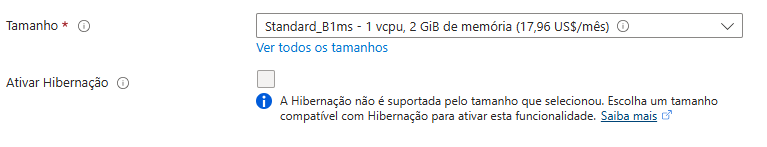 Tamanho *
Standard_B1ms - 1 vcpu, 2 GiB de memória (17,96 US$/mês)
Ver todos os tamanhos
Ativar Hibernação
A Hibernação não é suportada pelo tamanho que selecionou. Escolha um tamanho
compatível com Hibernação para ativar esta funcionalidade. Saiba mais